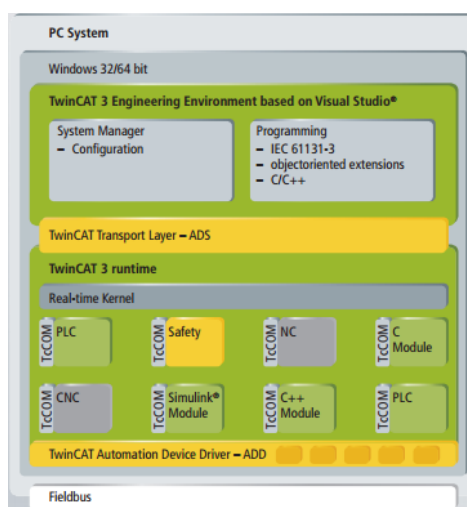 PC System
Windows 32/64 bit
TwinCAT 3 Engineering Environment based on Visual Studio®
System Manager
– Configuration
Programming
– IEC 61131-3
– objectoriented extensions
– C/C++
TwinCAT Transport Layer – ADS
TwinCAT 3 runtime
Real-time Kernel
TcCOM PLC
TcCOM Safety
TcCOM NC
TcCOM C
Module
TcCOM CNC
TcCOM Simulink®
Module
TcCOM C++
Module
TcCOM PLC
TwinCAT Automation Device Driver – ADD
Fieldbus